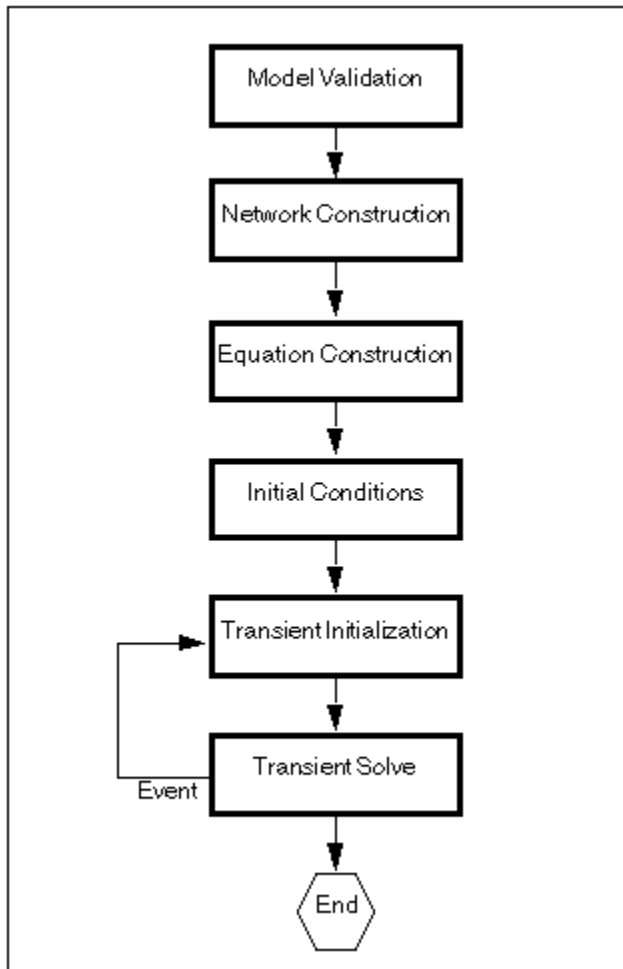 Model Validation
Network Construction
Equation Construction
Initial Conditions
Transient Initialization
Transient Solve
Event
End